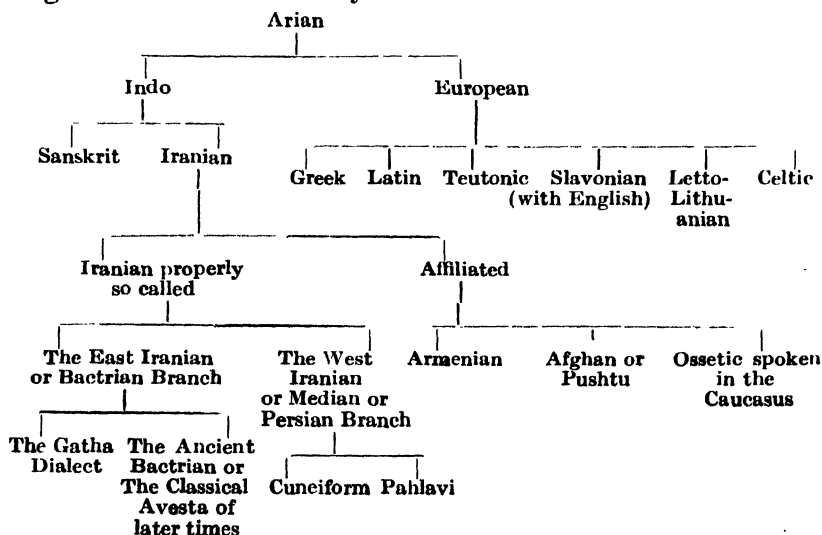 Arian
Indo European
Sanskrit Iranian
Greek Latin Teutonic Slavonian Letto- Celtic
(with English) Lithu-
anian
Iranian properly Affiliated
so called
The East Iranian The West Armenian Afghan or Ossetic spoken
or Bactrian Branch Iranian Pushtu in the
or Median or Caucasus
Persian Branch
The Gatha The Ancient
Dialect Bactrian or Cuneiform Pahlavi
The Classical
Avesta of
later times